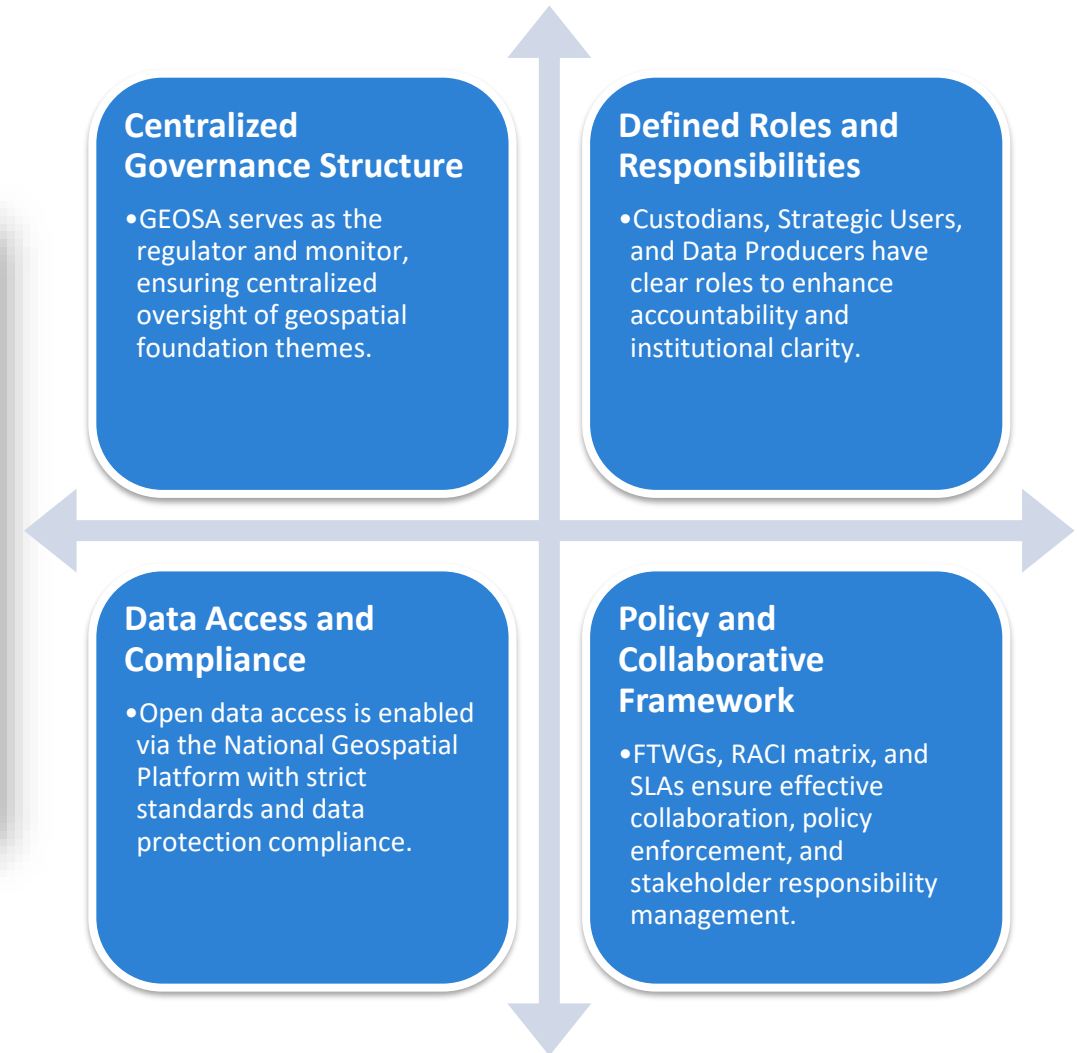 Centralized
Governance Structure
•GEOSA serves as the
regulator and monitor,
ensuring centralized
oversight of geospatial
foundation themes.
Defined Roles and
Responsibilities
•Custodians, Strategic Users,
and Data Producers have
clear roles to enhance
accountability and
institutional clarity.
Data Access and
Compliance
•Open data access is enabled
via the National Geospatial
Platform with strict
standards and data
protection compliance.
Policy and
Collaborative
Framework
•FTWGs, RACI matrix, and
SLAs ensure effective
collaboration, policy
enforcement, and
stakeholder responsibility
management.